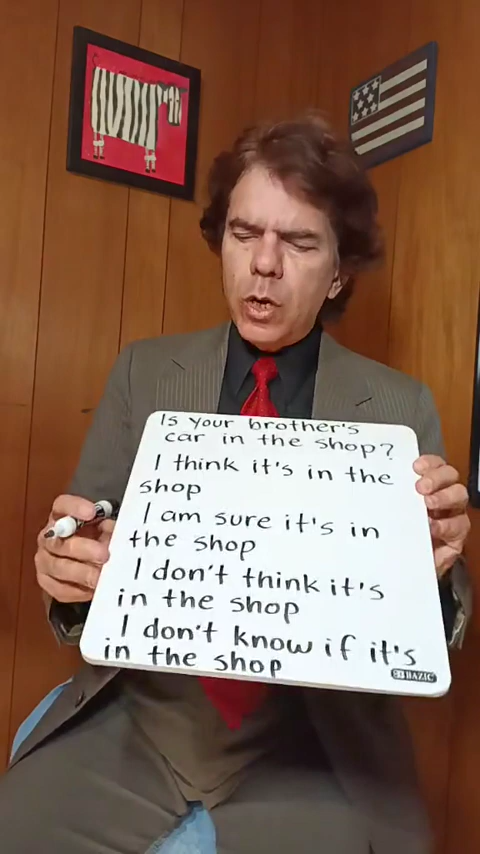 Is your brother's
car in the shop?
I think it's in the
shop
I am sure it's in
the shop
I don't think it's
in the shop
I don't know if it's
in the shop
BAZIC